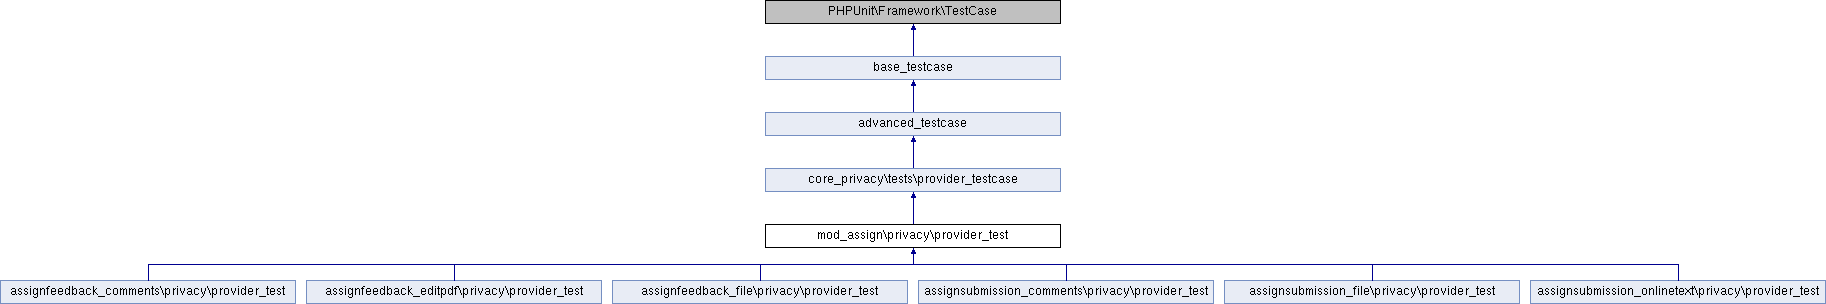 PHPUnit\Framework\TestCase
base_testcase
advanced_testcase
core_privacy\tests\provider_testcase
mod_assign\privacy\provider_test
assignfeedback_comments\privacy\provider_test
assignfeedback_editpdf\privacy\provider_test
assignfeedback_file\privacy\provider_test
assignsubmission_comments\privacy\provider_test
assignsubmission_file\privacy\provider_test
assignsubmission_onlinetext\privacy\provider_test